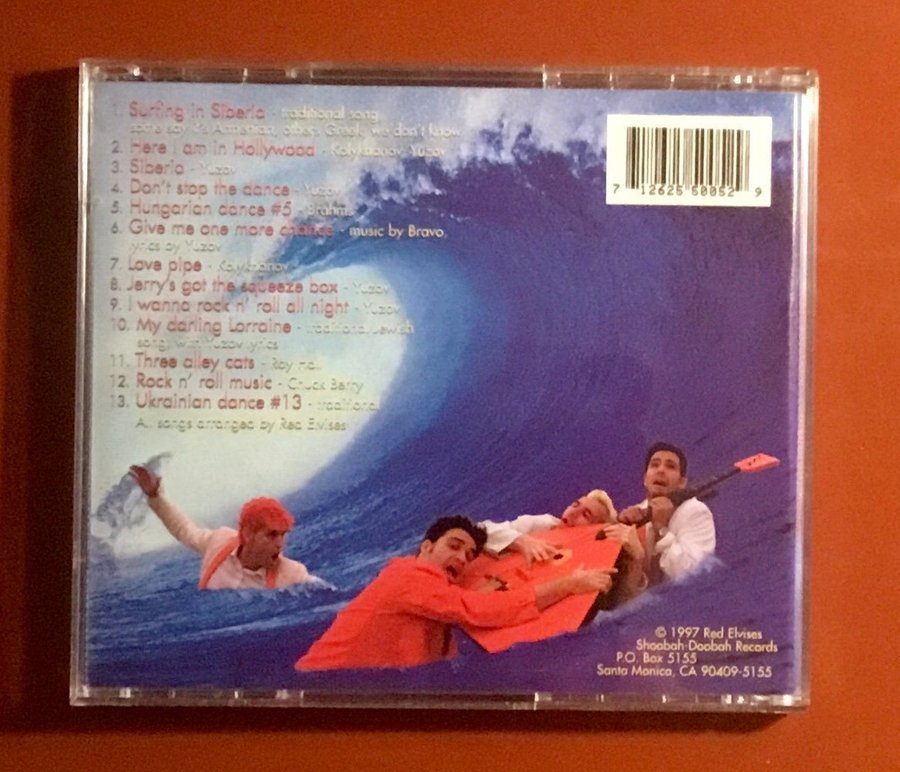 1. Surfing in Siberia - traditional song
some say it's Armenian, others Greek, we don't know
2. Here i am in Hollywood - Kolykhanov, Yuzov
3. Siberia - Yuzov
4. Don't stop the dance - Yuzov
5. Hungarian dance #5 - Brahms
6. Give me one more chance - music by Bravo,
lyrics by Yuzov
7. Love pipe - Kolykhanov
8. Jerry's got the squeeze box - Yuzov
9. I wanna rock n' roll all night - Yuzov
10. My darling Lorraine - traditional Jewish
song, with Yuzov lyrics
11. Three alley cats - Roy Hall
12. Rock n' roll music - Chuck Berry
13. Ukrainian dance #13 - traditional
All songs arranged by Red Elvises
7 12625 50052 9
© 1997 Red Elvises
Shoobah-Doobah Records
P.O. Box 5155
Santa Monica, CA 90409-5155